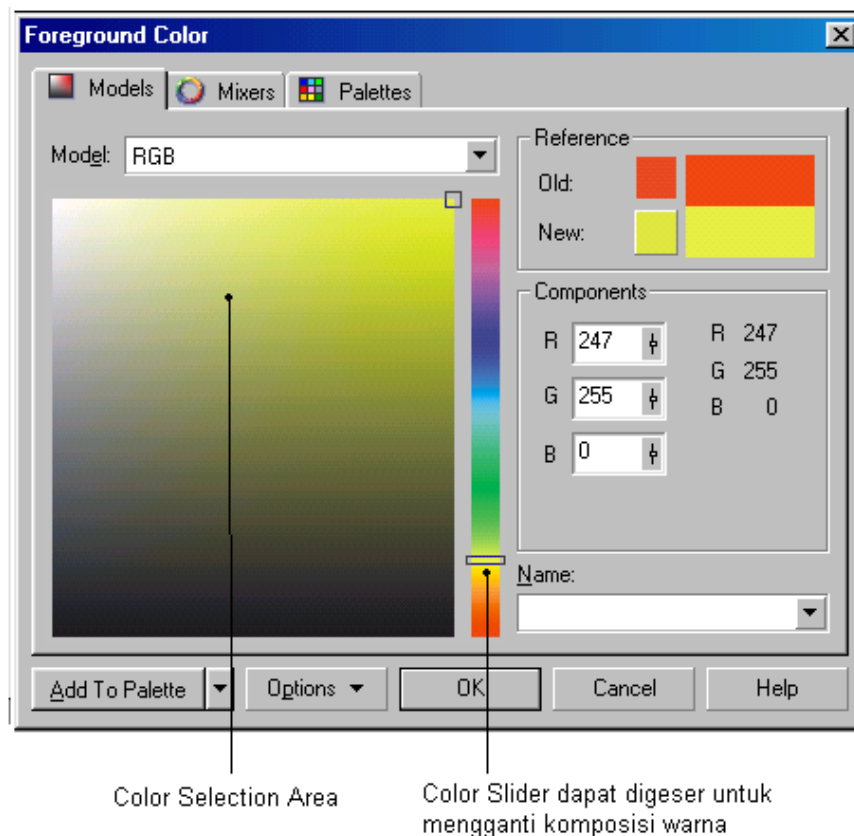 Foreground Color
Models Mixers Palettes
Model: RGB
Reference
Old:
New:
Components
R 247 R 247
G 255 G 255
B 0 B 0
Name:
Add To Palette Options OK Cancel Help
Color Selection Area
Color Slider dapat digeser untuk
mengganti komposisi warna